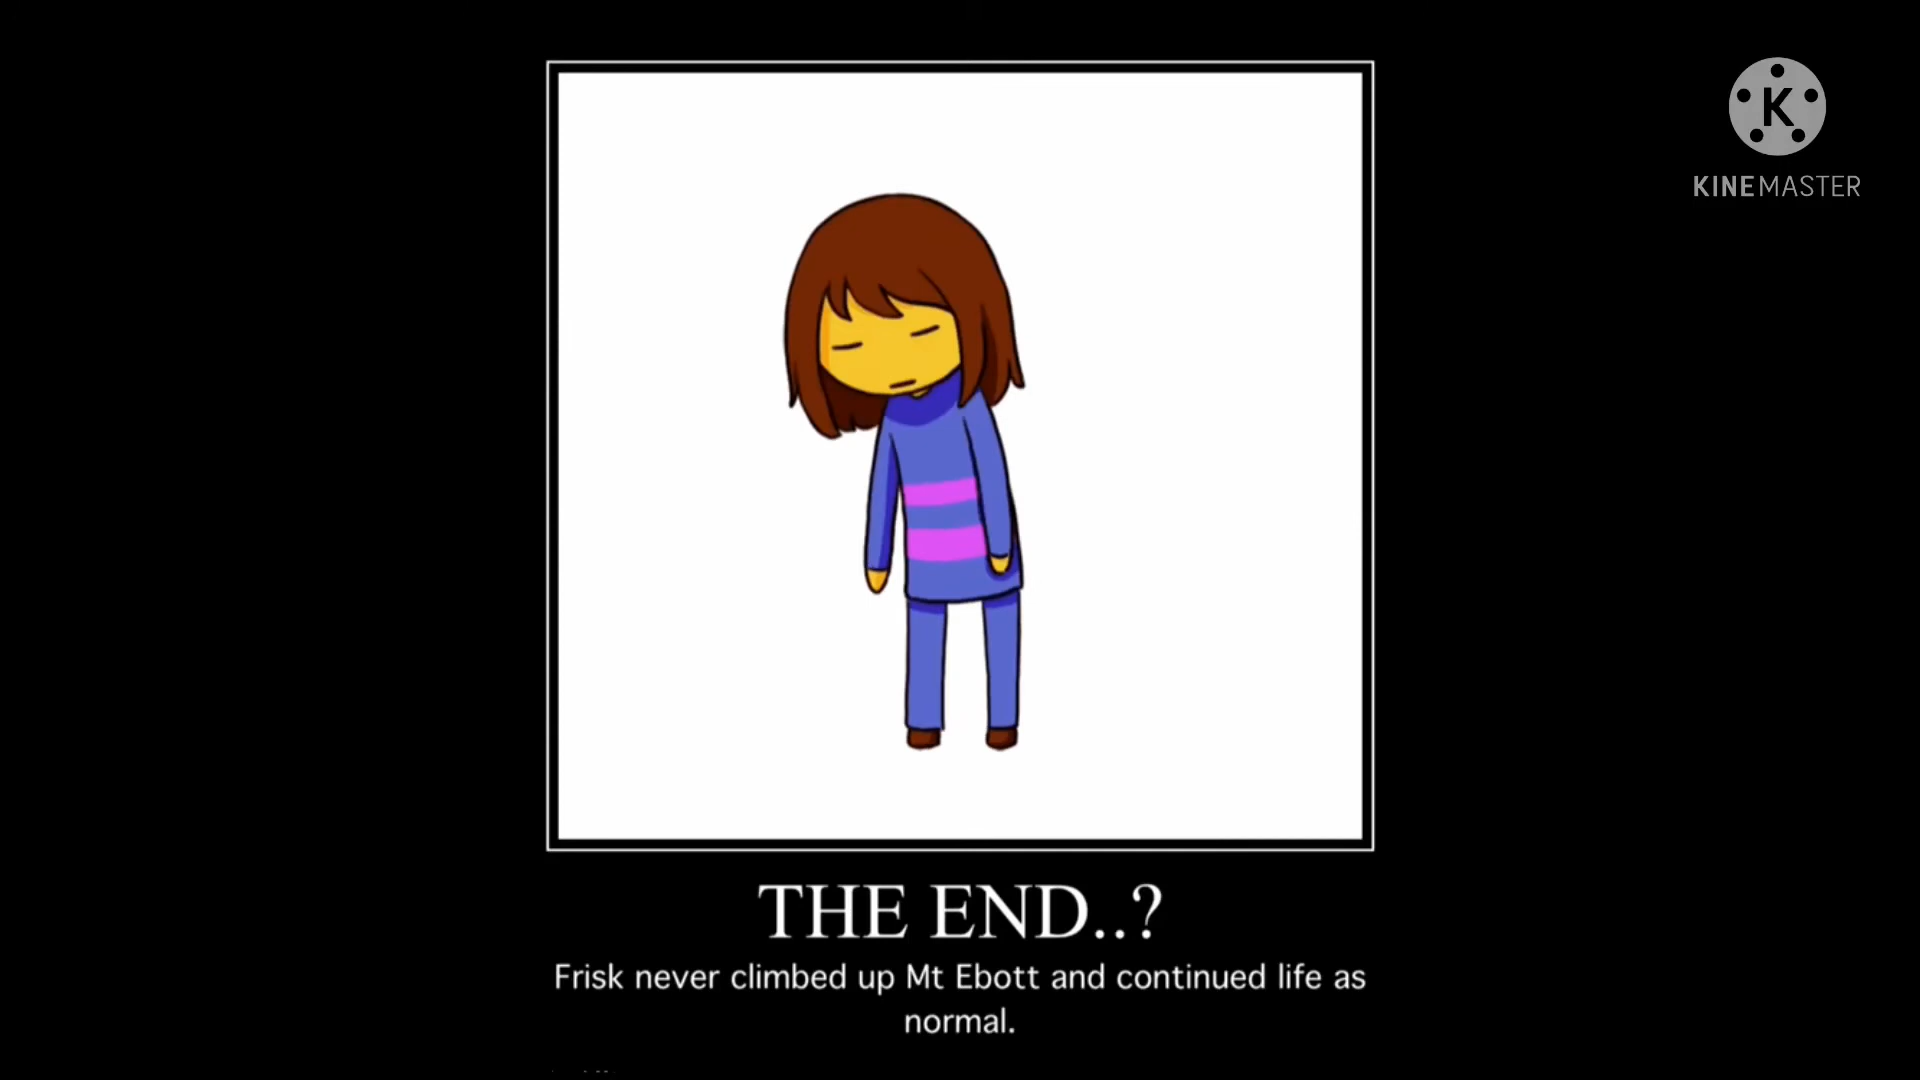 K
KINEMASTER
THE END..?
Frisk never climbed up Mt Ebott and continued life as
normal.